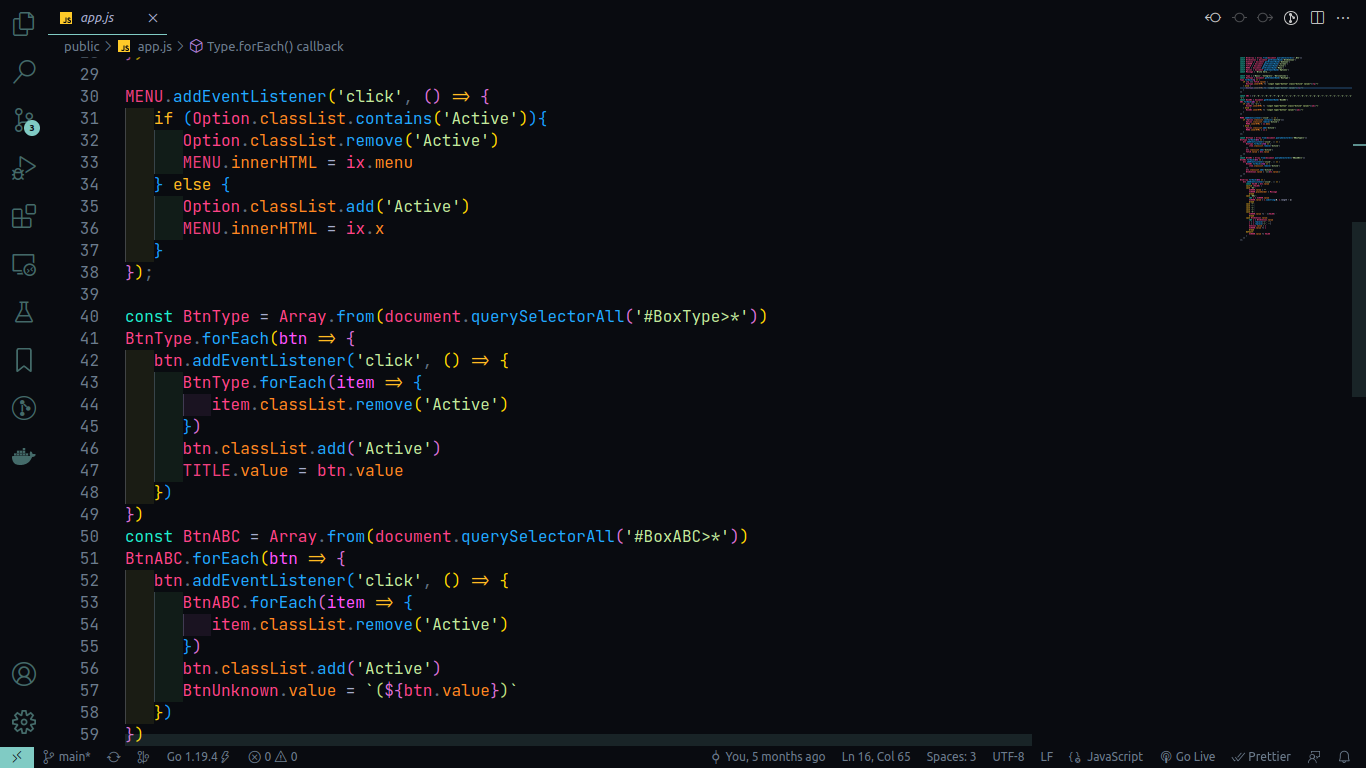 JS app.js
public > JS app.js > Type.forEach() callback
29
30 MENU.addEventListener('click', () => {
31 if (Option.classList.contains('Active')){
32 Option.classList.remove('Active')
33 MENU.innerHTML = ix.menu
34 } else {
35 Option.classList.add('Active')
36 MENU.innerHTML = ix.x
37 }
38 });
39
40 const BtnType = Array.from(document.querySelectorAll('#BoxType>*'))
41 BtnType.forEach(btn => {
42 btn.addEventListener('click', () => {
43 BtnType.forEach(item => {
44 item.classList.remove('Active')
45 })
46 btn.classList.add('Active')
47 TITLE.value = btn.value
48 })
49 })
50 const BtnABC = Array.from(document.querySelectorAll('#BoxABC>*'))
51 BtnABC.forEach(btn => {
52 btn.addEventListener('click', () => {
53 BtnABC.forEach(item => {
54 item.classList.remove('Active')
55 })
56 btn.classList.add('Active')
57 BtnUnknown.value = `(${btn.value})`
58 })
59 })
3
main* Go 1.19.4 0 0 You, 5 months ago Ln 16, Col 65 Spaces: 3 UTF-8 LF {} JavaScript Go Live Prettier